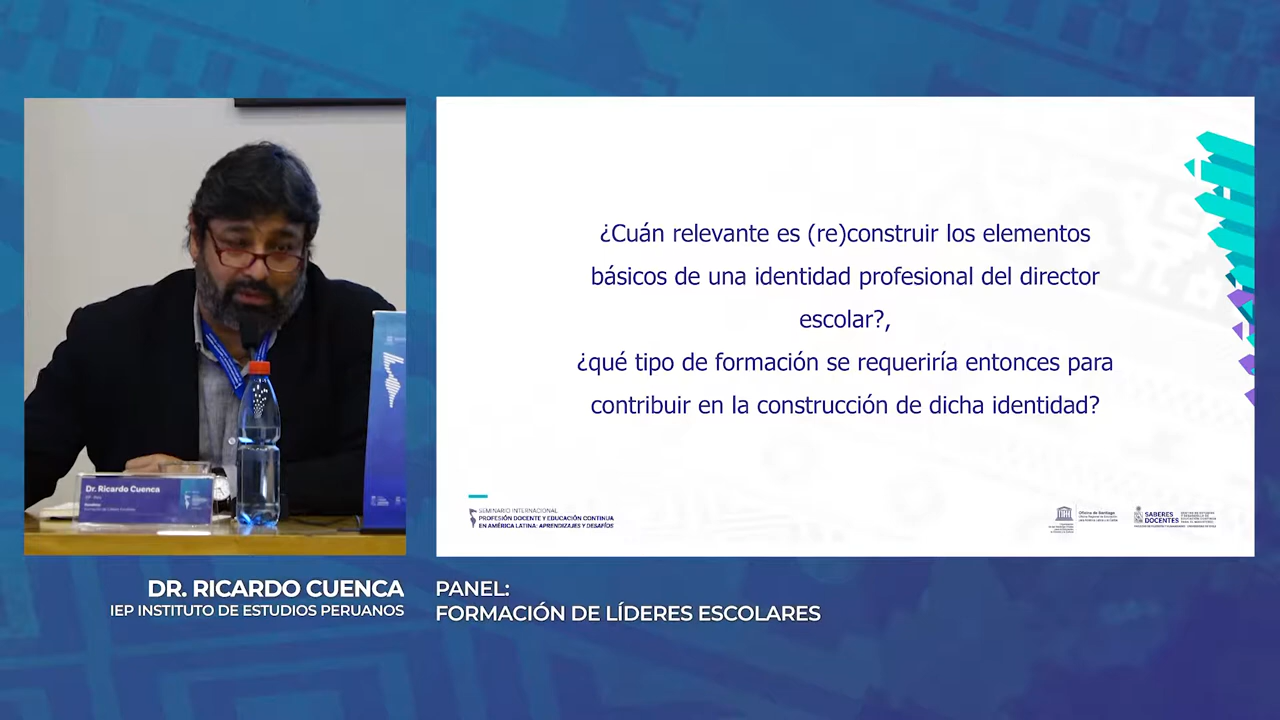 ¿Cuán relevante es (re)construir los elementos
básicos de una identidad profesional del director
escolar?,
¿qué tipo de formación se requeriría entonces para
contribuir en la construcción de dicha identidad?
Dr. Ricardo Cuenca
SEMINARIO INTERNACIONAL
PROFESIÓN DOCENTE Y EDUCACIÓN CONTINUA
EN AMÉRICA LATINA: APRENDIZAJES Y DESAFÍOS
Oficina de Santiago
SABERES
DOCENTES
DR. RICARDO CUENCA
IEP INSTITUTO DE ESTUDIOS PERUANOS
PANEL:
FORMACIÓN DE LÍDERES ESCOLARES